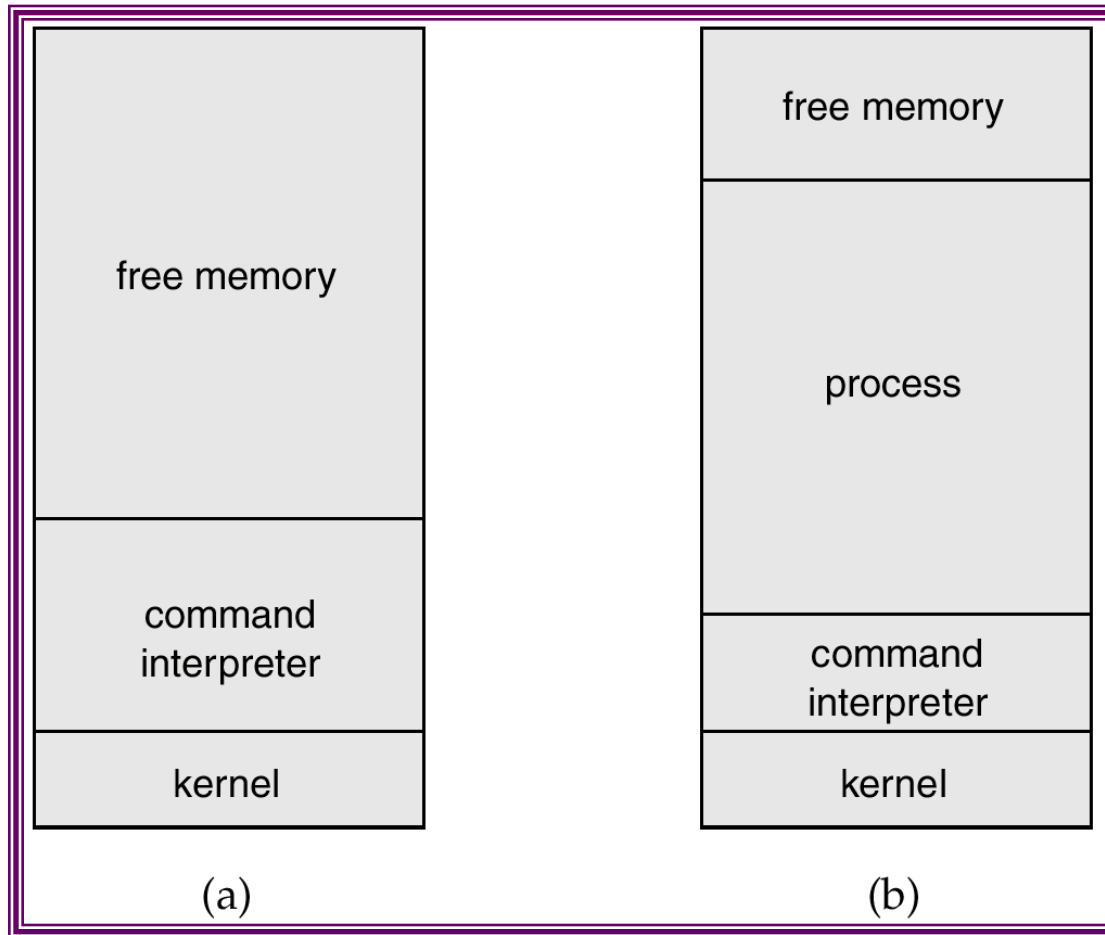 free memory
command
interpreter
kernel
(a)
free memory
process
command
interpreter
kernel
(b)